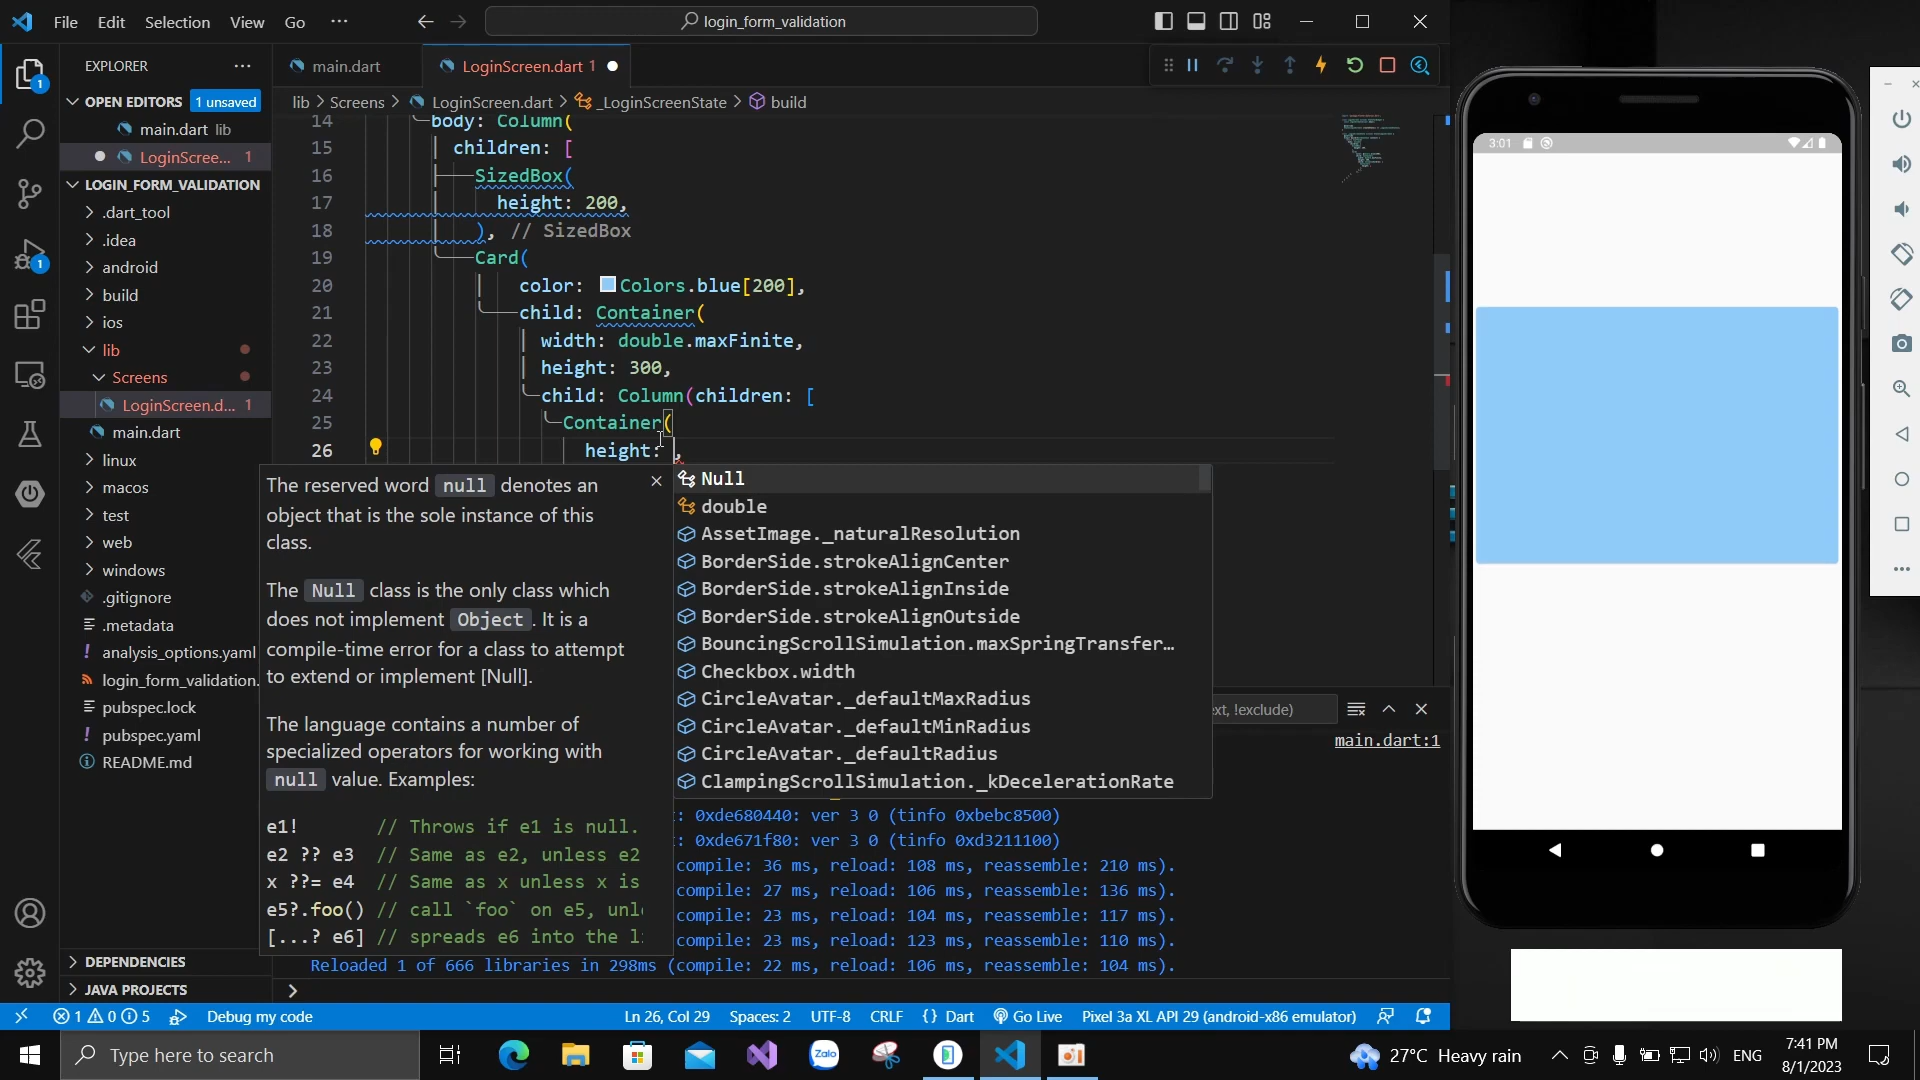 File Edit Selection View Go ···
login_form_validation
EXPLORER
main.dart
LoginScreen.dart 1
OPEN EDITORS 1 unsaved
main.dart lib
LoginScree... 1
LOGIN_FORM_VALIDATION
.dart_tool
.idea
android
build
ios
lib
Screens
LoginScreen.d... 1
main.dart
linux
macos
test
web
windows
.gitignore
.metadata
analysis_options.yaml
login_form_validation.
pubspec.lock
pubspec.yaml
README.md
DEPENDENCIES
JAVA PROJECTS
lib > Screens > LoginScreen.dart > _LoginScreenState > build
14 body: Column(
15 children: [
16 SizedBox(
17 height: 200,
18 ), // SizedBox
19 Card(
20 color: Colors.blue[200],
21 child: Container(
22 width: double.maxFinite,
23 height: 300,
24 child: Column(children: [
25 Container(
26 height: ,
The reserved word null denotes an
object that is the sole instance of this
class.
The Null class is the only class which
does not implement Object. It is a
compile-time error for a class to attempt
to extend or implement [Null].
The language contains a number of
specialized operators for working with
null value. Examples:
e1! // Throws if e1 is null.
e2 ?? e3 // Same as e2, unless e2
x ??= e4 // Same as x unless x is
e5?.foo() // call `foo` on e5, unl
[...? e6] // spreads e6 into the l
Null
double
AssetImage._naturalResolution
BorderSide.strokeAlignCenter
BorderSide.strokeAlignInside
BorderSide.strokeAlignOutside
BouncingScrollSimulation.maxSpringTransfer…
Checkbox.width
CircleAvatar._defaultMaxRadius
CircleAvatar._defaultMinRadius
CircleAvatar._defaultRadius
ClampingScrollSimulation._kDecelerationRate
ext, !exclude)
main.dart:1
: 0xde680440: ver 3 0 (tinfo 0xbebc8500)
: 0xde671f80: ver 3 0 (tinfo 0xd3211100)
compile: 36 ms, reload: 108 ms, reassemble: 210 ms).
compile: 27 ms, reload: 106 ms, reassemble: 136 ms).
compile: 23 ms, reload: 104 ms, reassemble: 117 ms).
compile: 23 ms, reload: 123 ms, reassemble: 110 ms).
Reloaded 1 of 666 libraries in 298ms (compile: 22 ms, reload: 106 ms, reassemble: 104 ms).
1 0 5 Debug my code
Ln 26, Col 29 Spaces: 2 UTF-8 CRLF {} Dart Go Live Pixel 3a XL API 29 (android-x86 emulator)
3:01
Type here to search
Zalo
27°C Heavy rain
ENG
7:41 PM
8/1/2023